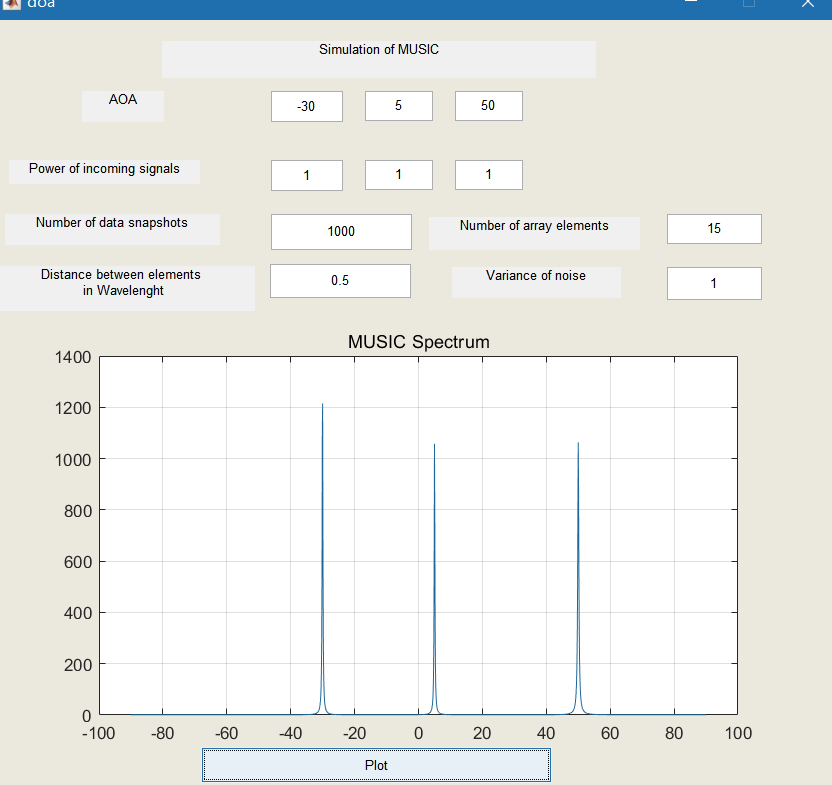 doa
Simulation of MUSIC
AOA
-30
5
50
Power of incoming signals
1
1
1
Number of data snapshots
1000
Number of array elements
15
Distance between elements
in Wavelenght
0.5
Variance of noise
1
MUSIC Spectrum
1400
1200
1000
800
600
400
200
0
-100 -80 -60 -40 -20 0 20 40 60 80 100
Plot